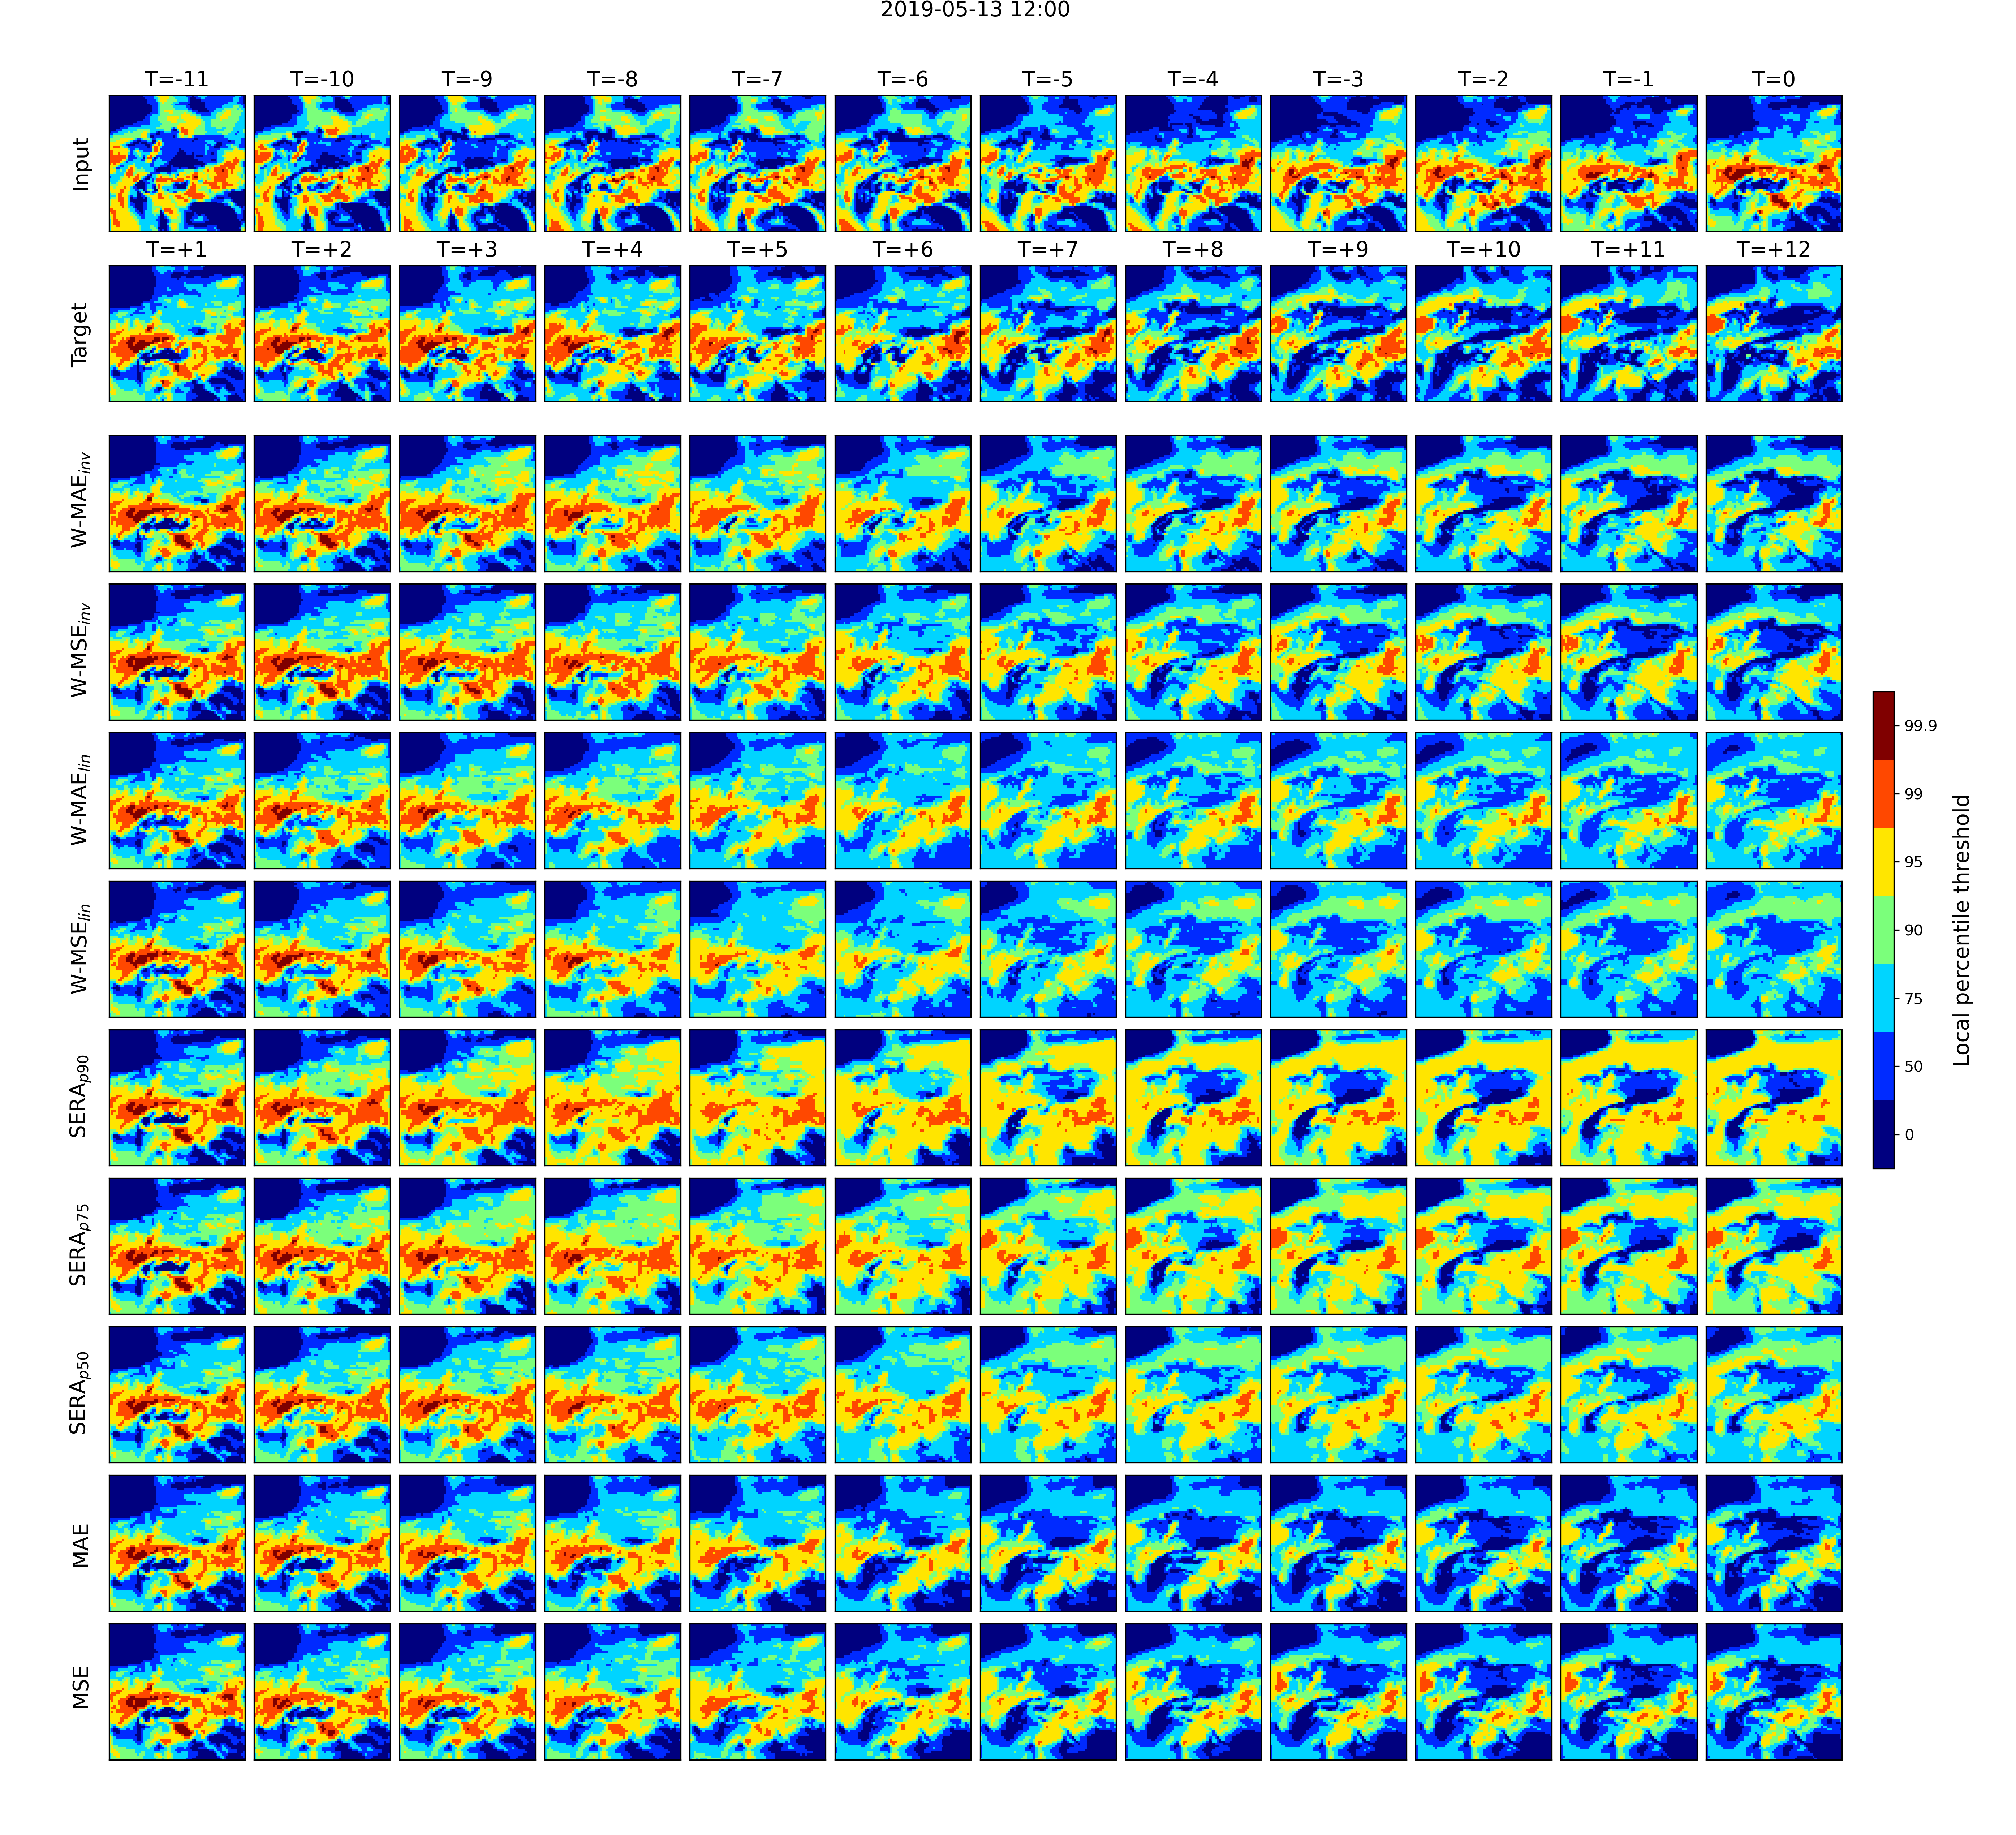 2019-05-13 12:00
T=-11 T=-10 T=-9 T=-8 T=-7 T=-6 T=-5 T=-4 T=-3 T=-2 T=-1 T=0
Input
T=+1 T=+2 T=+3 T=+4 T=+5 T=+6 T=+7 T=+8 T=+9 T=+10 T=+11 T=+12
Target
W-MAE_inv
W-MSE_inv
W-MAE_lin
W-MSE_lin
SERA_p90
SERA_p75
SERA_p50
MAE
MSE
99.9
99
95
90
75
50
0
Local percentile threshold